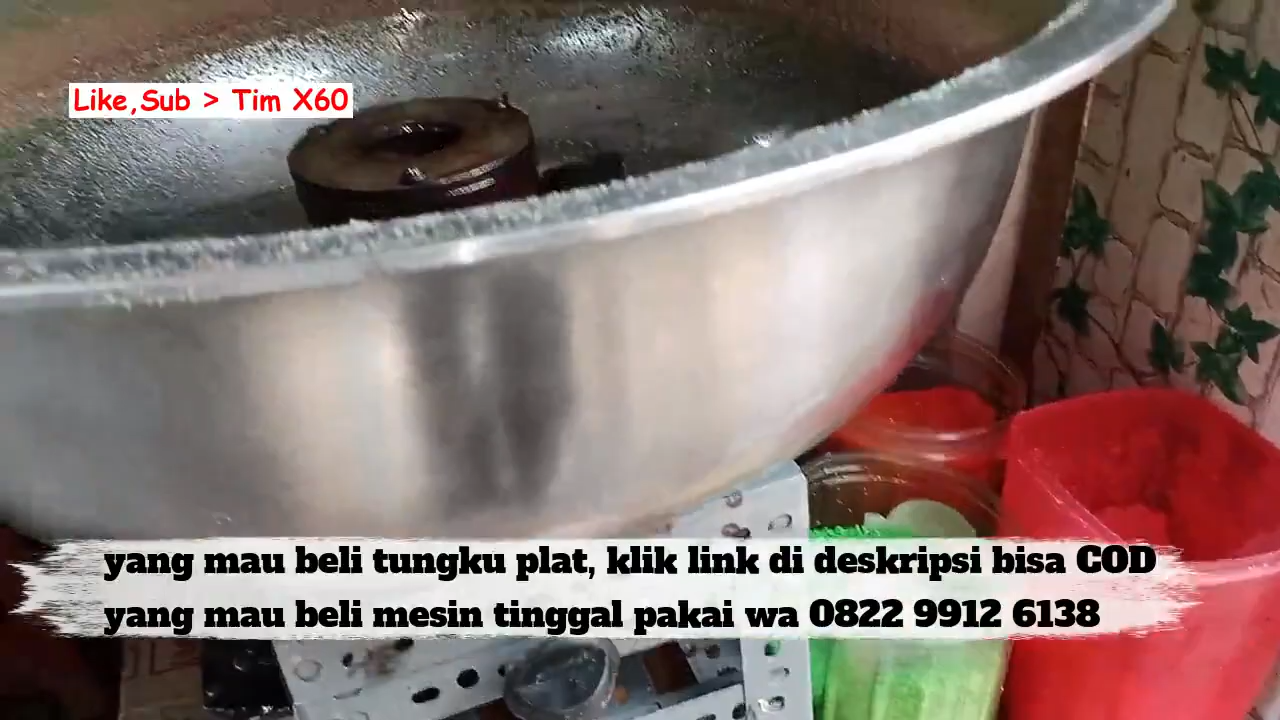 Like,Sub > Tim X60
yang mau beli tungku plat, klik link di deskripsi bisa COD
yang mau beli mesin tinggal pakai wa 0822 9912 6138